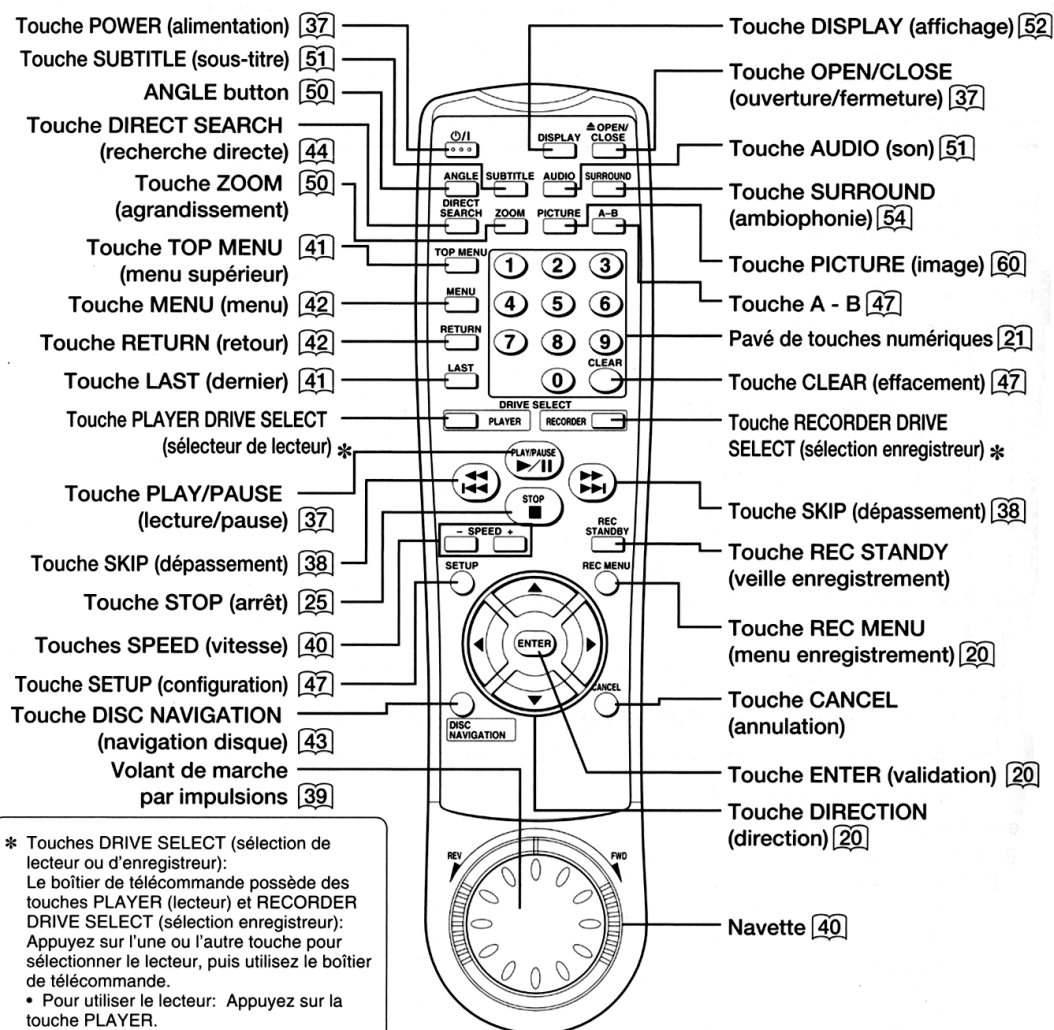 Touche POWER (alimentation) 37
Touche SUBTITLE (sous-titre) 51
ANGLE button 50
Touche DIRECT SEARCH
(recherche directe) 44
Touche ZOOM 50
(agrandissement)
Touche TOP MENU 41
(menu supérieur)
Touche MENU (menu) 42
Touche RETURN (retour) 42
Touche LAST (dernier) 41
Touche PLAYER DRIVE SELECT
(sélecteur de lecteur) *
Touche PLAY/PAUSE
(lecture/pause) 37
Touche SKIP (dépassement) 38
Touche STOP (arrêt) 25
Touches SPEED (vitesse) 40
Touche SETUP (configuration) 47
Touche DISC NAVIGATION
(navigation disque) 43
Volant de marche
par impulsions 39
* Touches DRIVE SELECT (sélection de
lecteur ou d'enregistreur):
Le boîtier de télécommande possède des
touches PLAYER (lecteur) et RECORDER
DRIVE SELECT (sélection enregistreur):
Appuyez sur l'une ou l'autre touche pour
sélectionner le lecteur, puis utilisez le boîtier
de télécommande.
• Pour utiliser le lecteur: Appuyez sur la
touche PLAYER.
⏻/I
DISPLAY
≜ OPEN/
CLOSE
ANGLE SUBTITLE AUDIO SURROUND
DIRECT
SEARCH ZOOM PICTURE A–B
TOP MENU
1 2 3
MENU
4 5 6
RETURN
7 8 9
LAST
CLEAR
0
DRIVE SELECT
PLAYER RECORDER
PLAY/PAUSE
STOP
– SPEED +
REC
STANDBY
SETUP
REC MENU
ENTER
CANCEL
DISC
NAVIGATION
REV
FWD
Touche DISPLAY (affichage) 52
Touche OPEN/CLOSE
(ouverture/fermeture) 37
Touche AUDIO (son) 51
Touche SURROUND
(ambiophonie) 54
Touche PICTURE (image) 60
Touche A - B 47
Pavé de touches numériques 21
Touche CLEAR (effacement) 47
Touche RECORDER DRIVE
SELECT (sélection enregistreur) *
Touche SKIP (dépassement) 38
Touche REC STANDY
(veille enregistrement)
Touche REC MENU
(menu enregistrement) 20
Touche CANCEL
(annulation)
Touche ENTER (validation) 20
Touche DIRECTION
(direction) 20
Navette 40